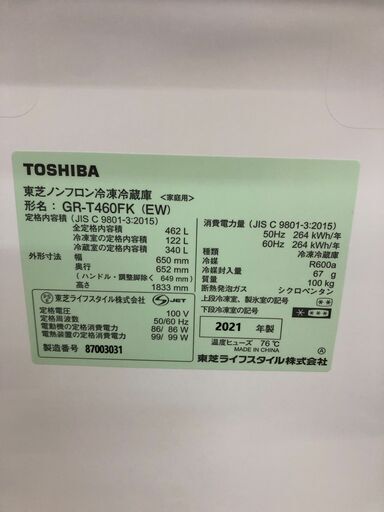 TOSHIBA
東芝ノンフロン冷凍冷蔵庫 <家庭用>
形名： GR-T460FK (EW)
定格内容積 (JIS C 9801-3:2015)
全定格内容積 462 L
冷凍室の定格内容積 122 L
冷蔵室の定格内容積 340 L
外形寸法 幅 650 mm
奥行 652 mm
(ハンドル・調整脚除く 649 mm)
高さ 1833 mm
東芝ライフスタイル株式会社 S-JET
定格電圧 100 V
定格周波数 50/60 Hz
電動機の定格消費電力 86/ 86 W
電熱装置の定格消費電力 99/ 99 W
製造番号 87003031
消費電力量 (JIS C 9801-3:2015)
50Hz 264 kWh/年
60Hz 264 kWh/年
種類 冷凍冷蔵庫
冷媒 R600a
冷媒封入量 67 g
質量 100 kg
断熱発泡ガス シクロペンタン
上段冷凍室、製氷室の記号 **
下段冷凍室の記号 ****
2021 年製
温度ヒューズ 76℃
MADE IN CHINA
Ⓐ
東芝ライフスタイル株式会社